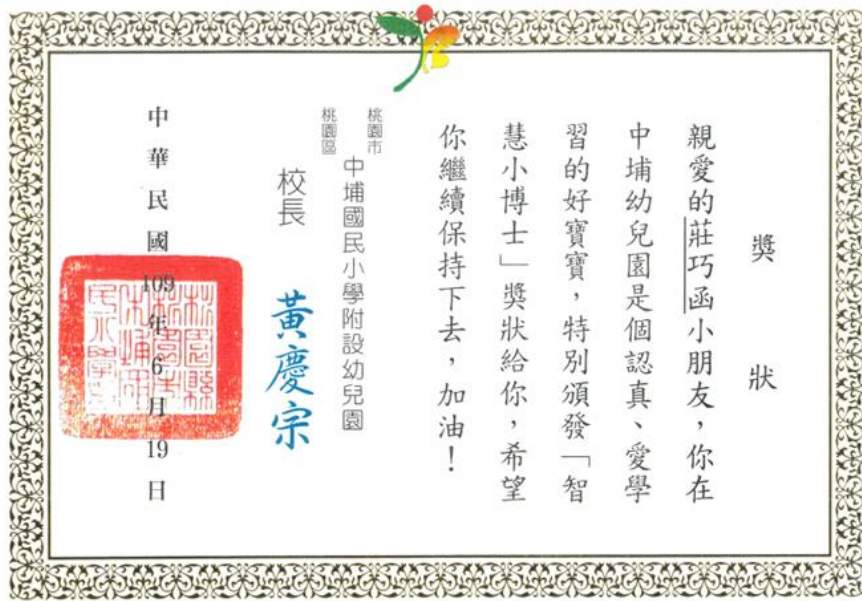 獎狀
親愛的莊巧函小朋友，你在
中埔幼兒園是個認真、愛學
習的好寶寶，特別頒發「智
慧小博士」獎狀給你，希望
你繼續保持下去，加油！
桃園市
桃園區
中埔國民小學附設幼兒園
校長 黃慶宗
中華民國109年6月19日